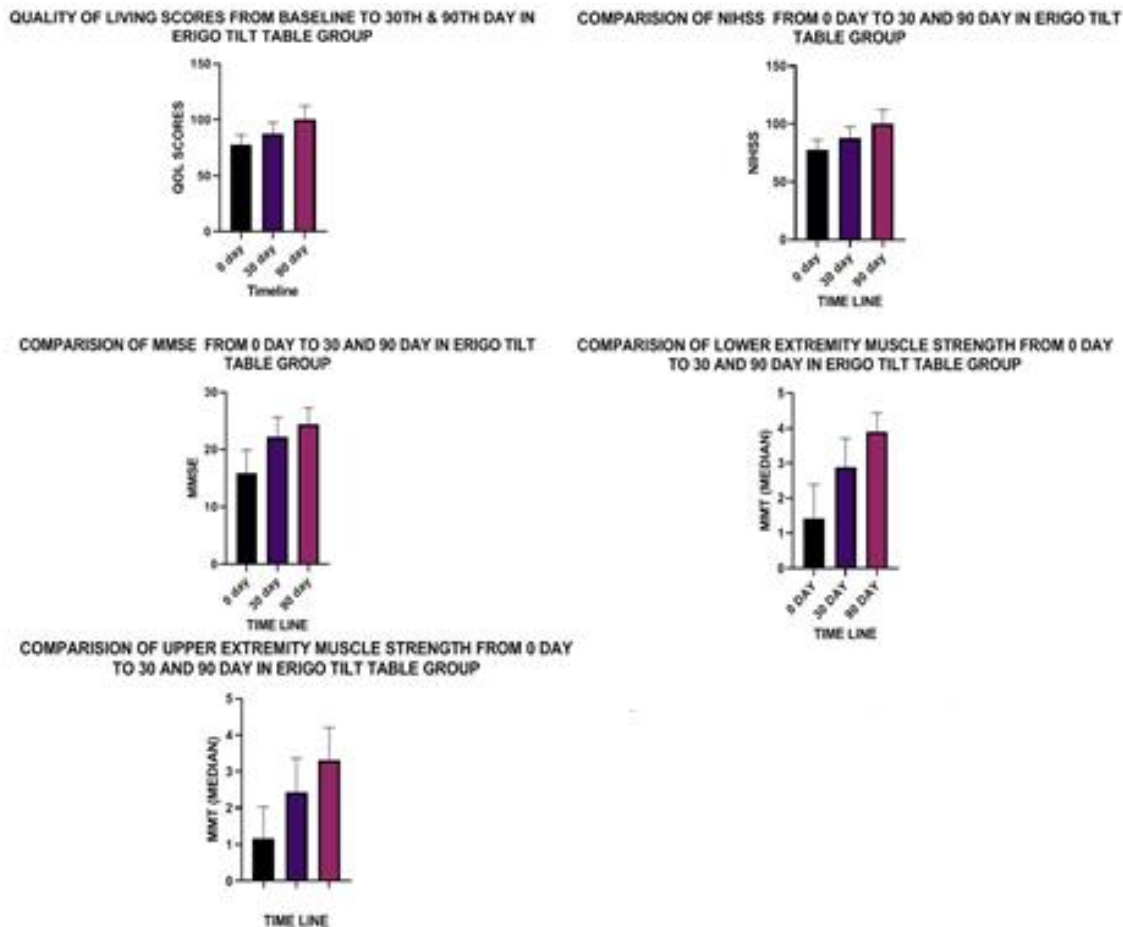 QUALITY OF LIVING SCORES FROM BASELINE TO 30TH & 90TH DAY IN
ERIGO TILT TABLE GROUP
150
100
50
0
QOL SCORES
0 day
30 day
90 day
Timeline
COMPARISION OF NIHSS FROM 0 DAY TO 30 AND 90 DAY IN ERIGO TILT
TABLE GROUP
150
100
50
0
NIHSS
0 day
30 day
90 day
TIME LINE
COMPARISION OF MMSE FROM 0 DAY TO 30 AND 90 DAY IN ERIGO TILT
TABLE GROUP
30
20
10
0
MMSE
0 day
30 day
90 day
TIME LINE
COMPARISION OF LOWER EXTREMITY MUSCLE STRENGTH FROM 0 DAY
TO 30 AND 90 DAY IN ERIGO TILT TABLE GROUP
5
4
3
2
1
0
MMT (MEDIAN)
0 DAY
30 DAY
90 DAY
TIME LINE
COMPARISION OF UPPER EXTREMITY MUSCLE STRENGTH FROM 0 DAY
TO 30 AND 90 DAY IN ERIGO TILT TABLE GROUP
5
4
3
2
1
0
MMT (MEDIAN)
TIME LINE